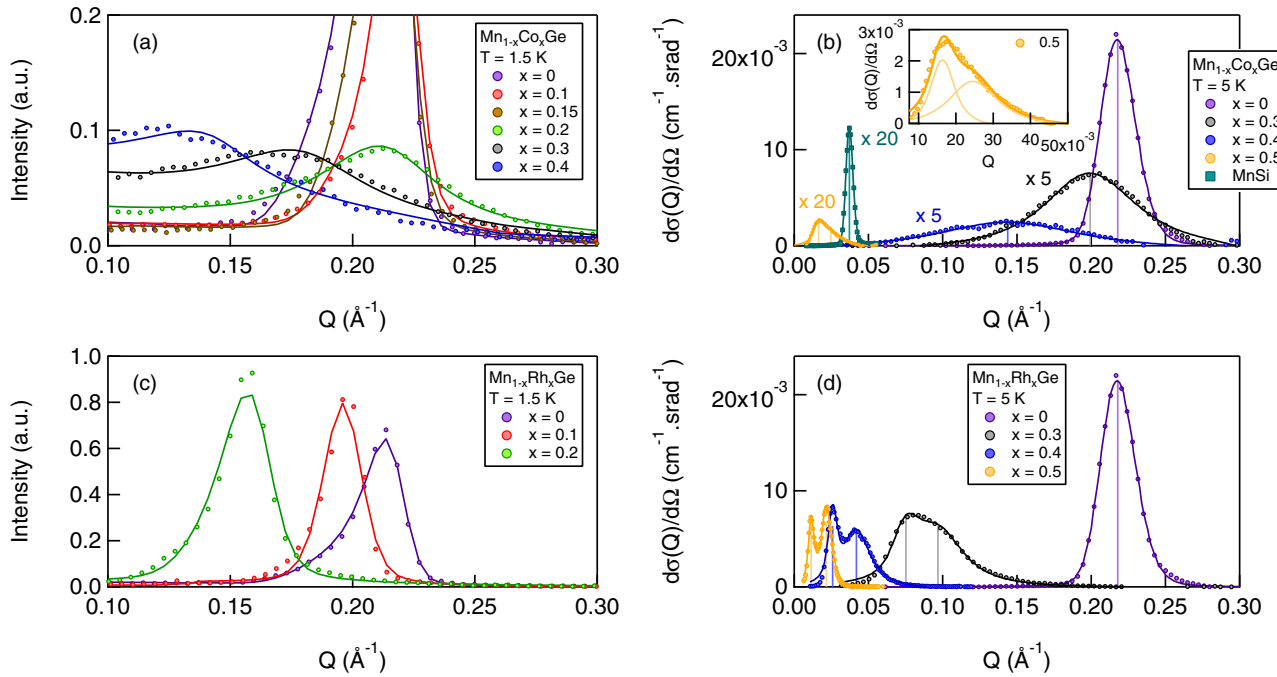 (a)
Mn1-xCoxGe
T = 1.5 K
x = 0
x = 0.1
x = 0.15
x = 0.2
x = 0.3
x = 0.4
0.2
0.1
0.0
Intensity (a.u.)
0.10 0.15 0.20 0.25 0.30
Q (Å-1)
(b)
3x10-3
2
1
0
dσ(Q)/dΩ
0.5
10 20 30 40 50x10-3
Q
Mn1-xCoxGe
T = 5 K
x = 0
x = 0.3
x = 0.4
x = 0.5
MnSi
x 20
x 20
x 5
x 5
20x10-3
10
0
dσ(Q)/dΩ (cm-1.srad-1)
0.00 0.05 0.10 0.15 0.20 0.25 0.30
Q (Å-1)
(c)
Mn1-xRhxGe
T = 1.5 K
x = 0
x = 0.1
x = 0.2
1.0
0.8
0.6
0.4
0.2
0.0
Intensity (a.u.)
0.10 0.15 0.20 0.25 0.30
Q (Å-1)
(d)
Mn1-xRhxGe
T = 5 K
x = 0
x = 0.3
x = 0.4
x = 0.5
20x10-3
10
0
dσ(Q)/dΩ (cm-1.srad-1)
0.00 0.05 0.10 0.15 0.20 0.25 0.30
Q (Å-1)